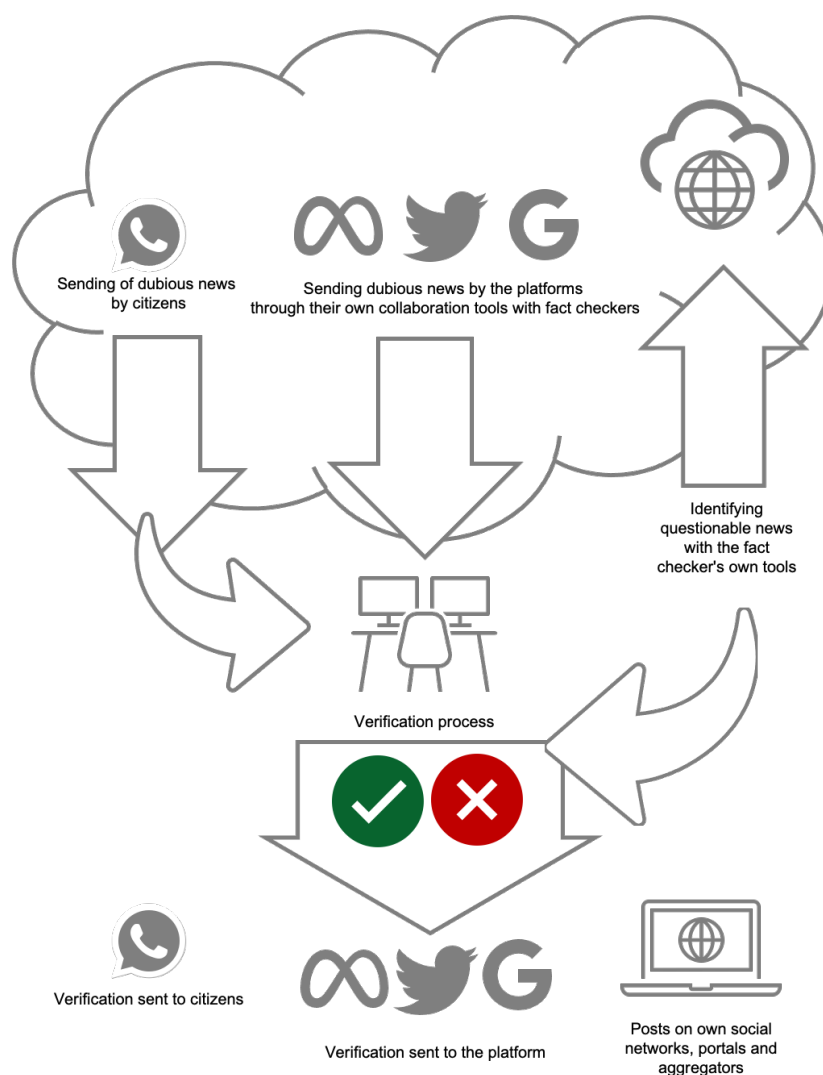 Sending of dubious news
by citizens
Sending dubious news by the platforms
through their own collaboration tools with fact checkers
Identifying
questionable news
with the fact
checker's own tools
Verification process
Verification sent to citizens
Verification sent to the platform
Posts on own social
networks, portals and
aggregators